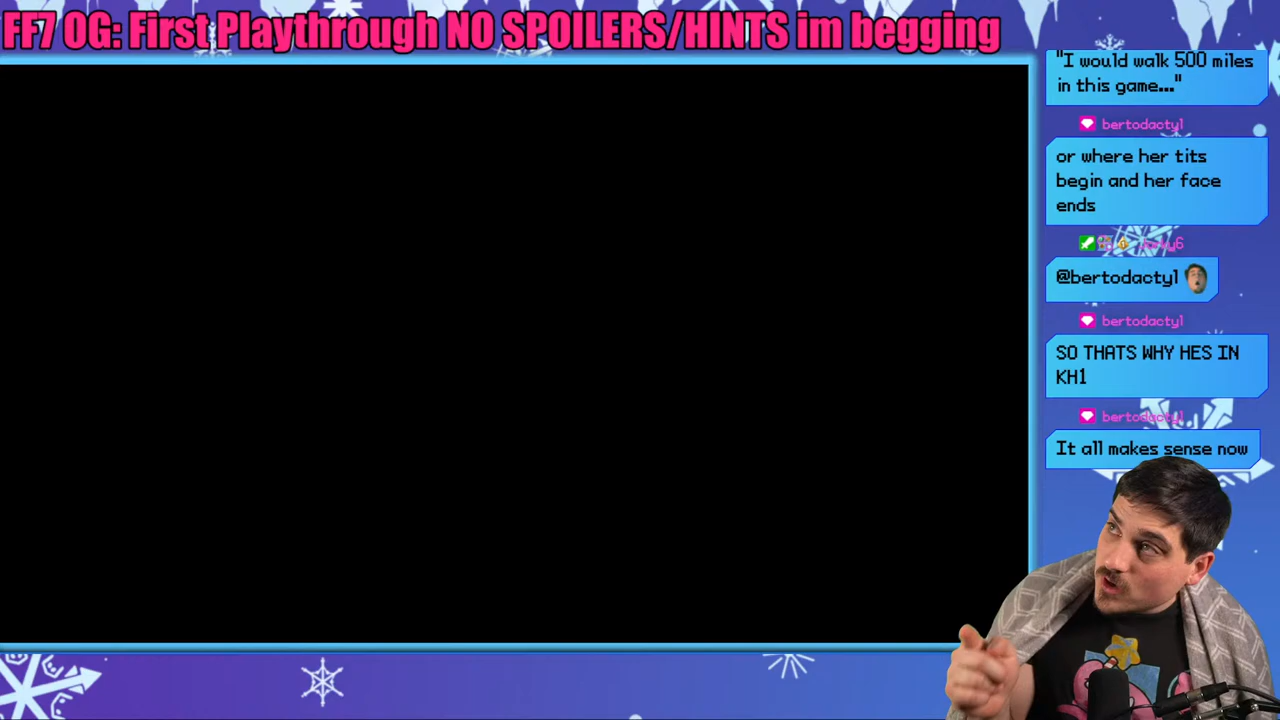 FF7 OG: First Playthrough NO SPOILERS/HINTS im begging
"I would walk 500 miles
in this game..."
bertodactyl
or where her tits
begin and her face
ends
@bertodactyl
bertodactyl
SO THATS WHY HES IN
KH1
bertodactyl
It all makes sense now